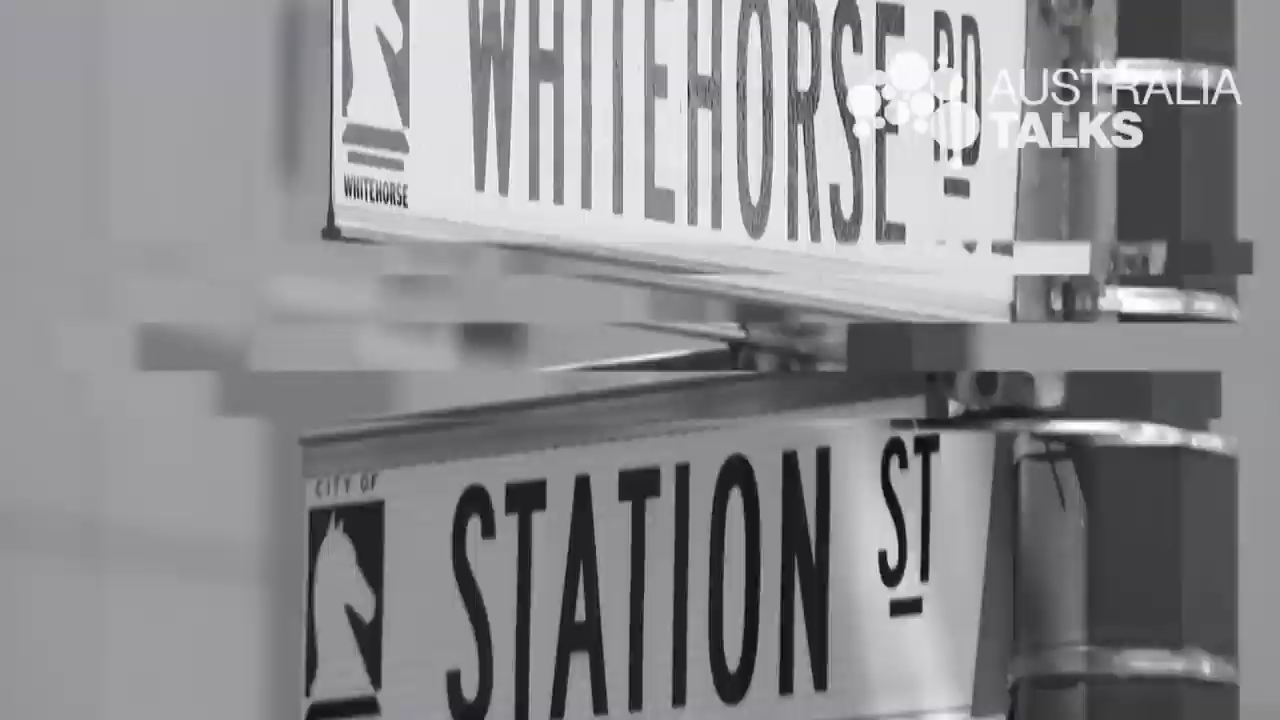 WHITEHORSE RD
AUSTRALIA
TALKS
WHITEHORSE
CITY OF
STATION ST